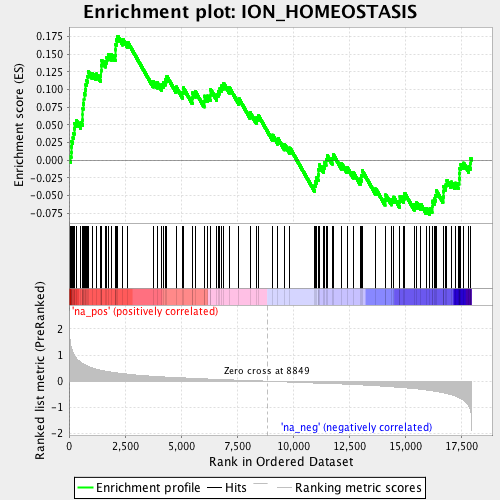 Enrichment plot: ION_HOMEOSTASIS
Enrichment score (ES)
0.175
0.150
0.125
0.100
0.075
0.050
0.025
0.000
-0.025
-0.050
-0.075
'na_pos' (positively correlated)
Ranked list metric (PreRanked)
2
1
0
-1
-2
Zero cross at 8849
'na_neg' (negatively correlated)
0
2,500
5,000
7,500
10,000
12,500
15,000
17,500
Rank in Ordered Dataset
Enrichment profile
Hits
Ranking metric scores